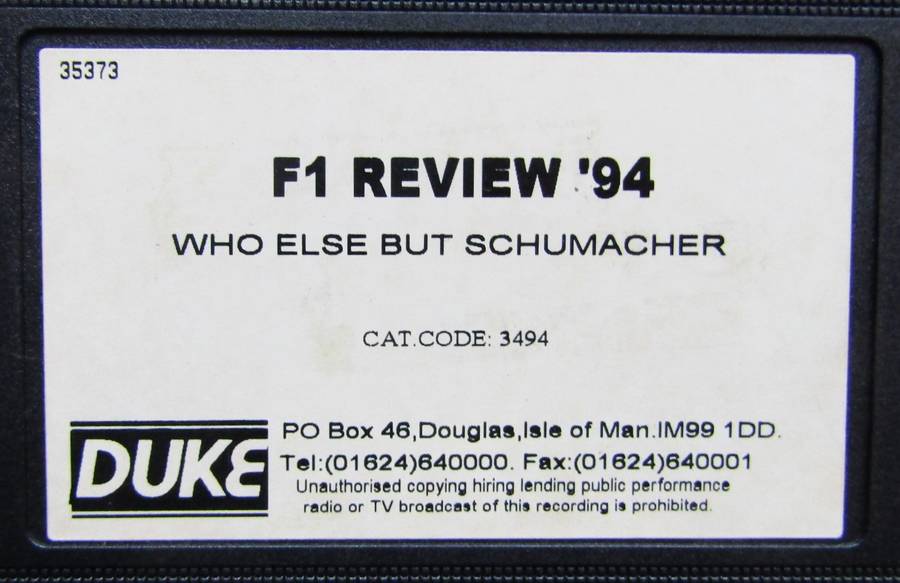 35373
F1 REVIEW '94
WHO ELSE BUT SCHUMACHER
CAT.CODE: 3494
DUKE
PO Box 46,Douglas,Isle of Man.IM99 1DD.
Tel:(01624)640000. Fax:(01624)640001
Unauthorised copying hiring lending public performance
radio or TV broadcast of this recording is prohibited.